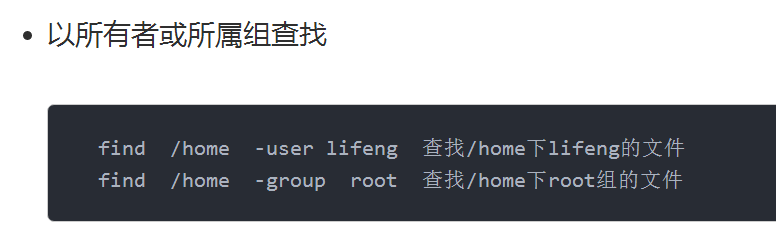 以所有者或所属组查找
find /home -user lifeng 查找/home下lifeng的文件
find /home -group root 查找/home下root组的文件